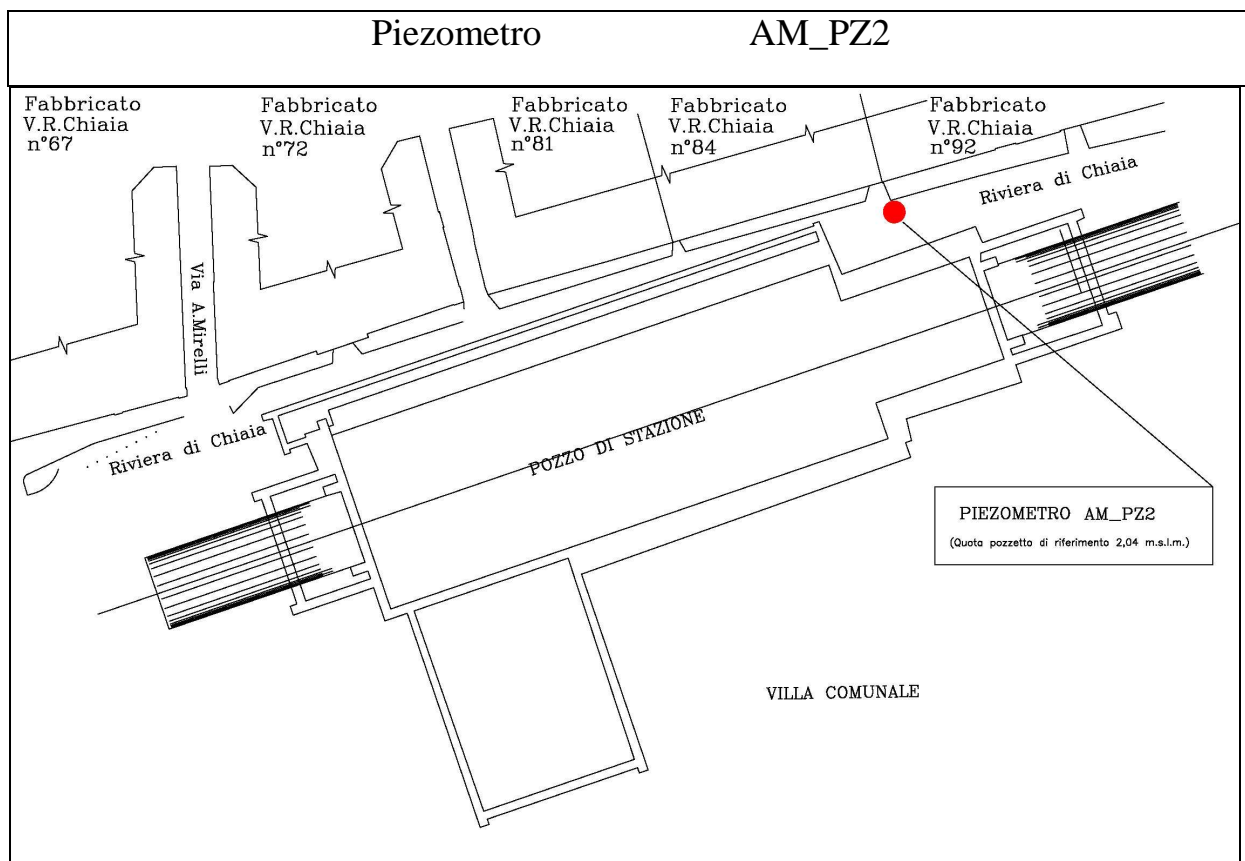 Piezometro AM_PZ2
Fabbricato
V.R.Chiaia
n°67
Fabbricato
V.R.Chiaia
n°72
Fabbricato
V.R.Chiaia
n°81
Fabbricato
V.R.Chiaia
n°84
Fabbricato
V.R.Chiaia
n°92
Riviera di Chiaia
Via A.Mirelli
Riviera di Chiaia
POZZO DI STAZIONE
PIEZOMETRO AM_PZ2
(Quota pozzetto di riferimento 2,04 m.s.l.m.)
VILLA COMUNALE